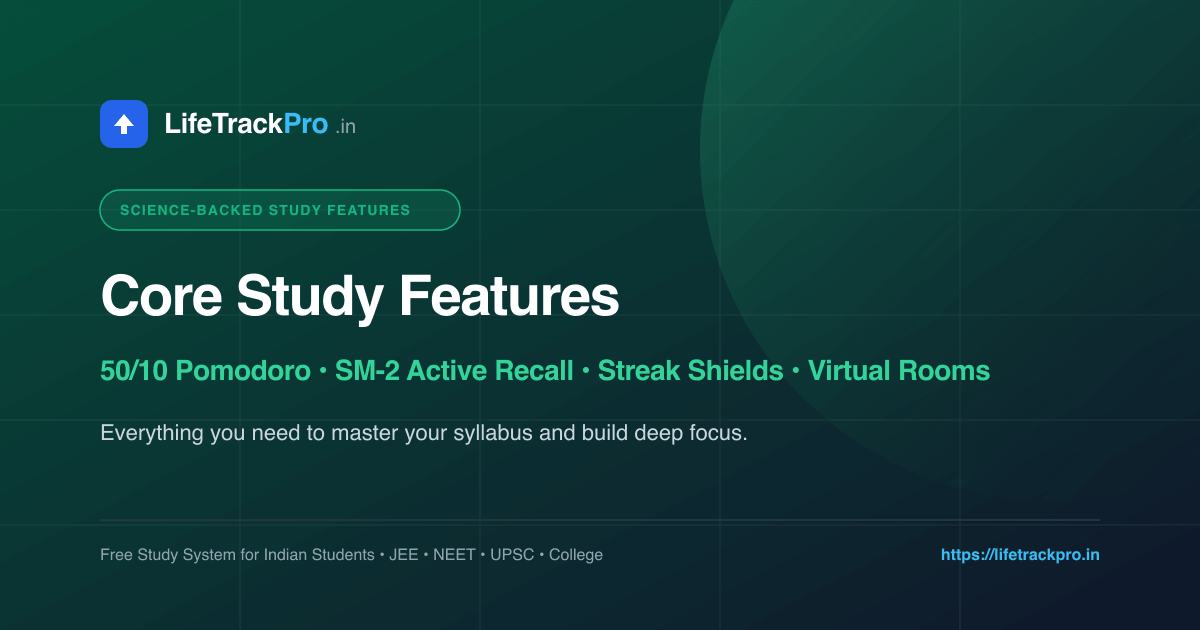 LifeTrackPro .in
SCIENCE-BACKED STUDY FEATURES
Core Study Features
50/10 Pomodoro • SM-2 Active Recall • Streak Shields • Virtual Rooms
Everything you need to master your syllabus and build deep focus.
Free Study System for Indian Students • JEE • NEET • UPSC • College
https://lifetrackpro.in